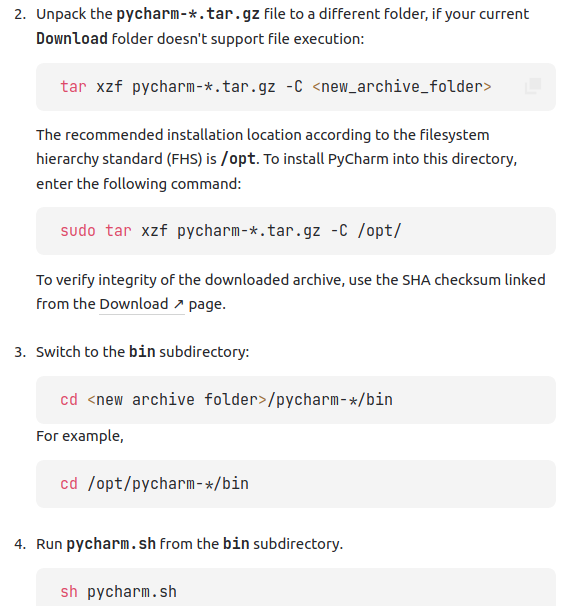 2. Unpack the pycharm-*.tar.gz file to a different folder, if your current
Download folder doesn't support file execution:
tar xzf pycharm-*.tar.gz -C <new_archive_folder>
The recommended installation location according to the filesystem
hierarchy standard (FHS) is /opt. To install PyCharm into this directory,
enter the following command:
sudo tar xzf pycharm-*.tar.gz -C /opt/
To verify integrity of the downloaded archive, use the SHA checksum linked
from the Download ↗ page.
3. Switch to the bin subdirectory:
cd <new archive folder>/pycharm-*/bin
For example,
cd /opt/pycharm-*/bin
4. Run pycharm.sh from the bin subdirectory.
sh pycharm.sh